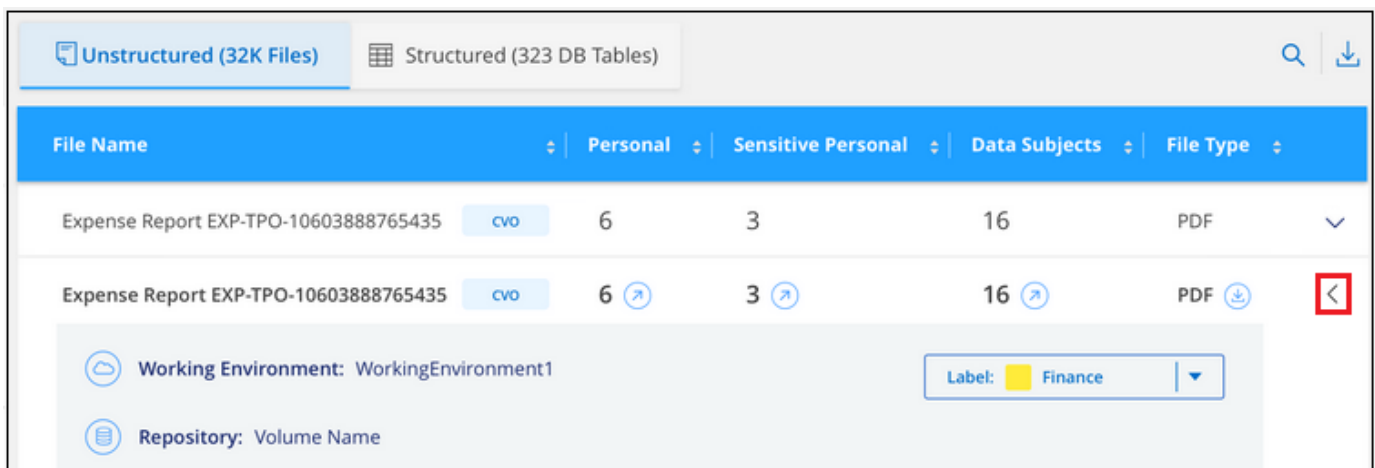 Unstructured (32K Files) Structured (323 DB Tables)
File Name Personal Sensitive Personal Data Subjects File Type
Expense Report EXP-TPO-10603888765435 CVO 6 3 16 PDF
Expense Report EXP-TPO-10603888765435 CVO 6 3 16 PDF
Working Environment: WorkingEnvironment1 Label: Finance
Repository: Volume Name